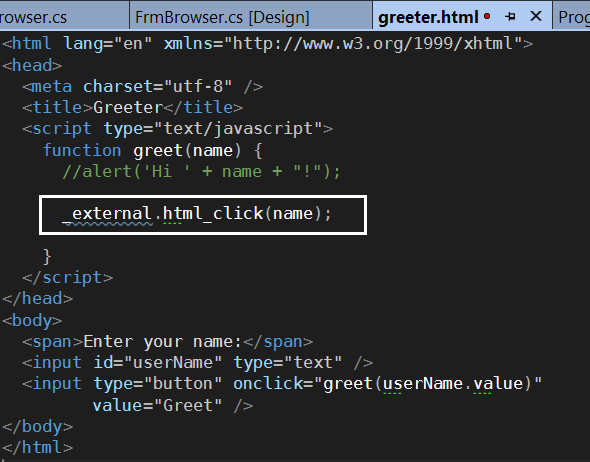 rowser.cs FrmBrowser.cs [Design] greeter.html Prog
<html lang="en" xmlns="http://www.w3.org/1999/xhtml">
<head>
<meta charset="utf-8" />
<title>Greeter</title>
<script type="text/javascript">
function greet(name) {
//alert('Hi ' + name + "!");
_external.html_click(name);
}
</script>
</head>
<body>
<span>Enter your name:</span>
<input id="userName" type="text" />
<input type="button" onclick="greet(userName.value)"
value="Greet" />
</body>
</html>